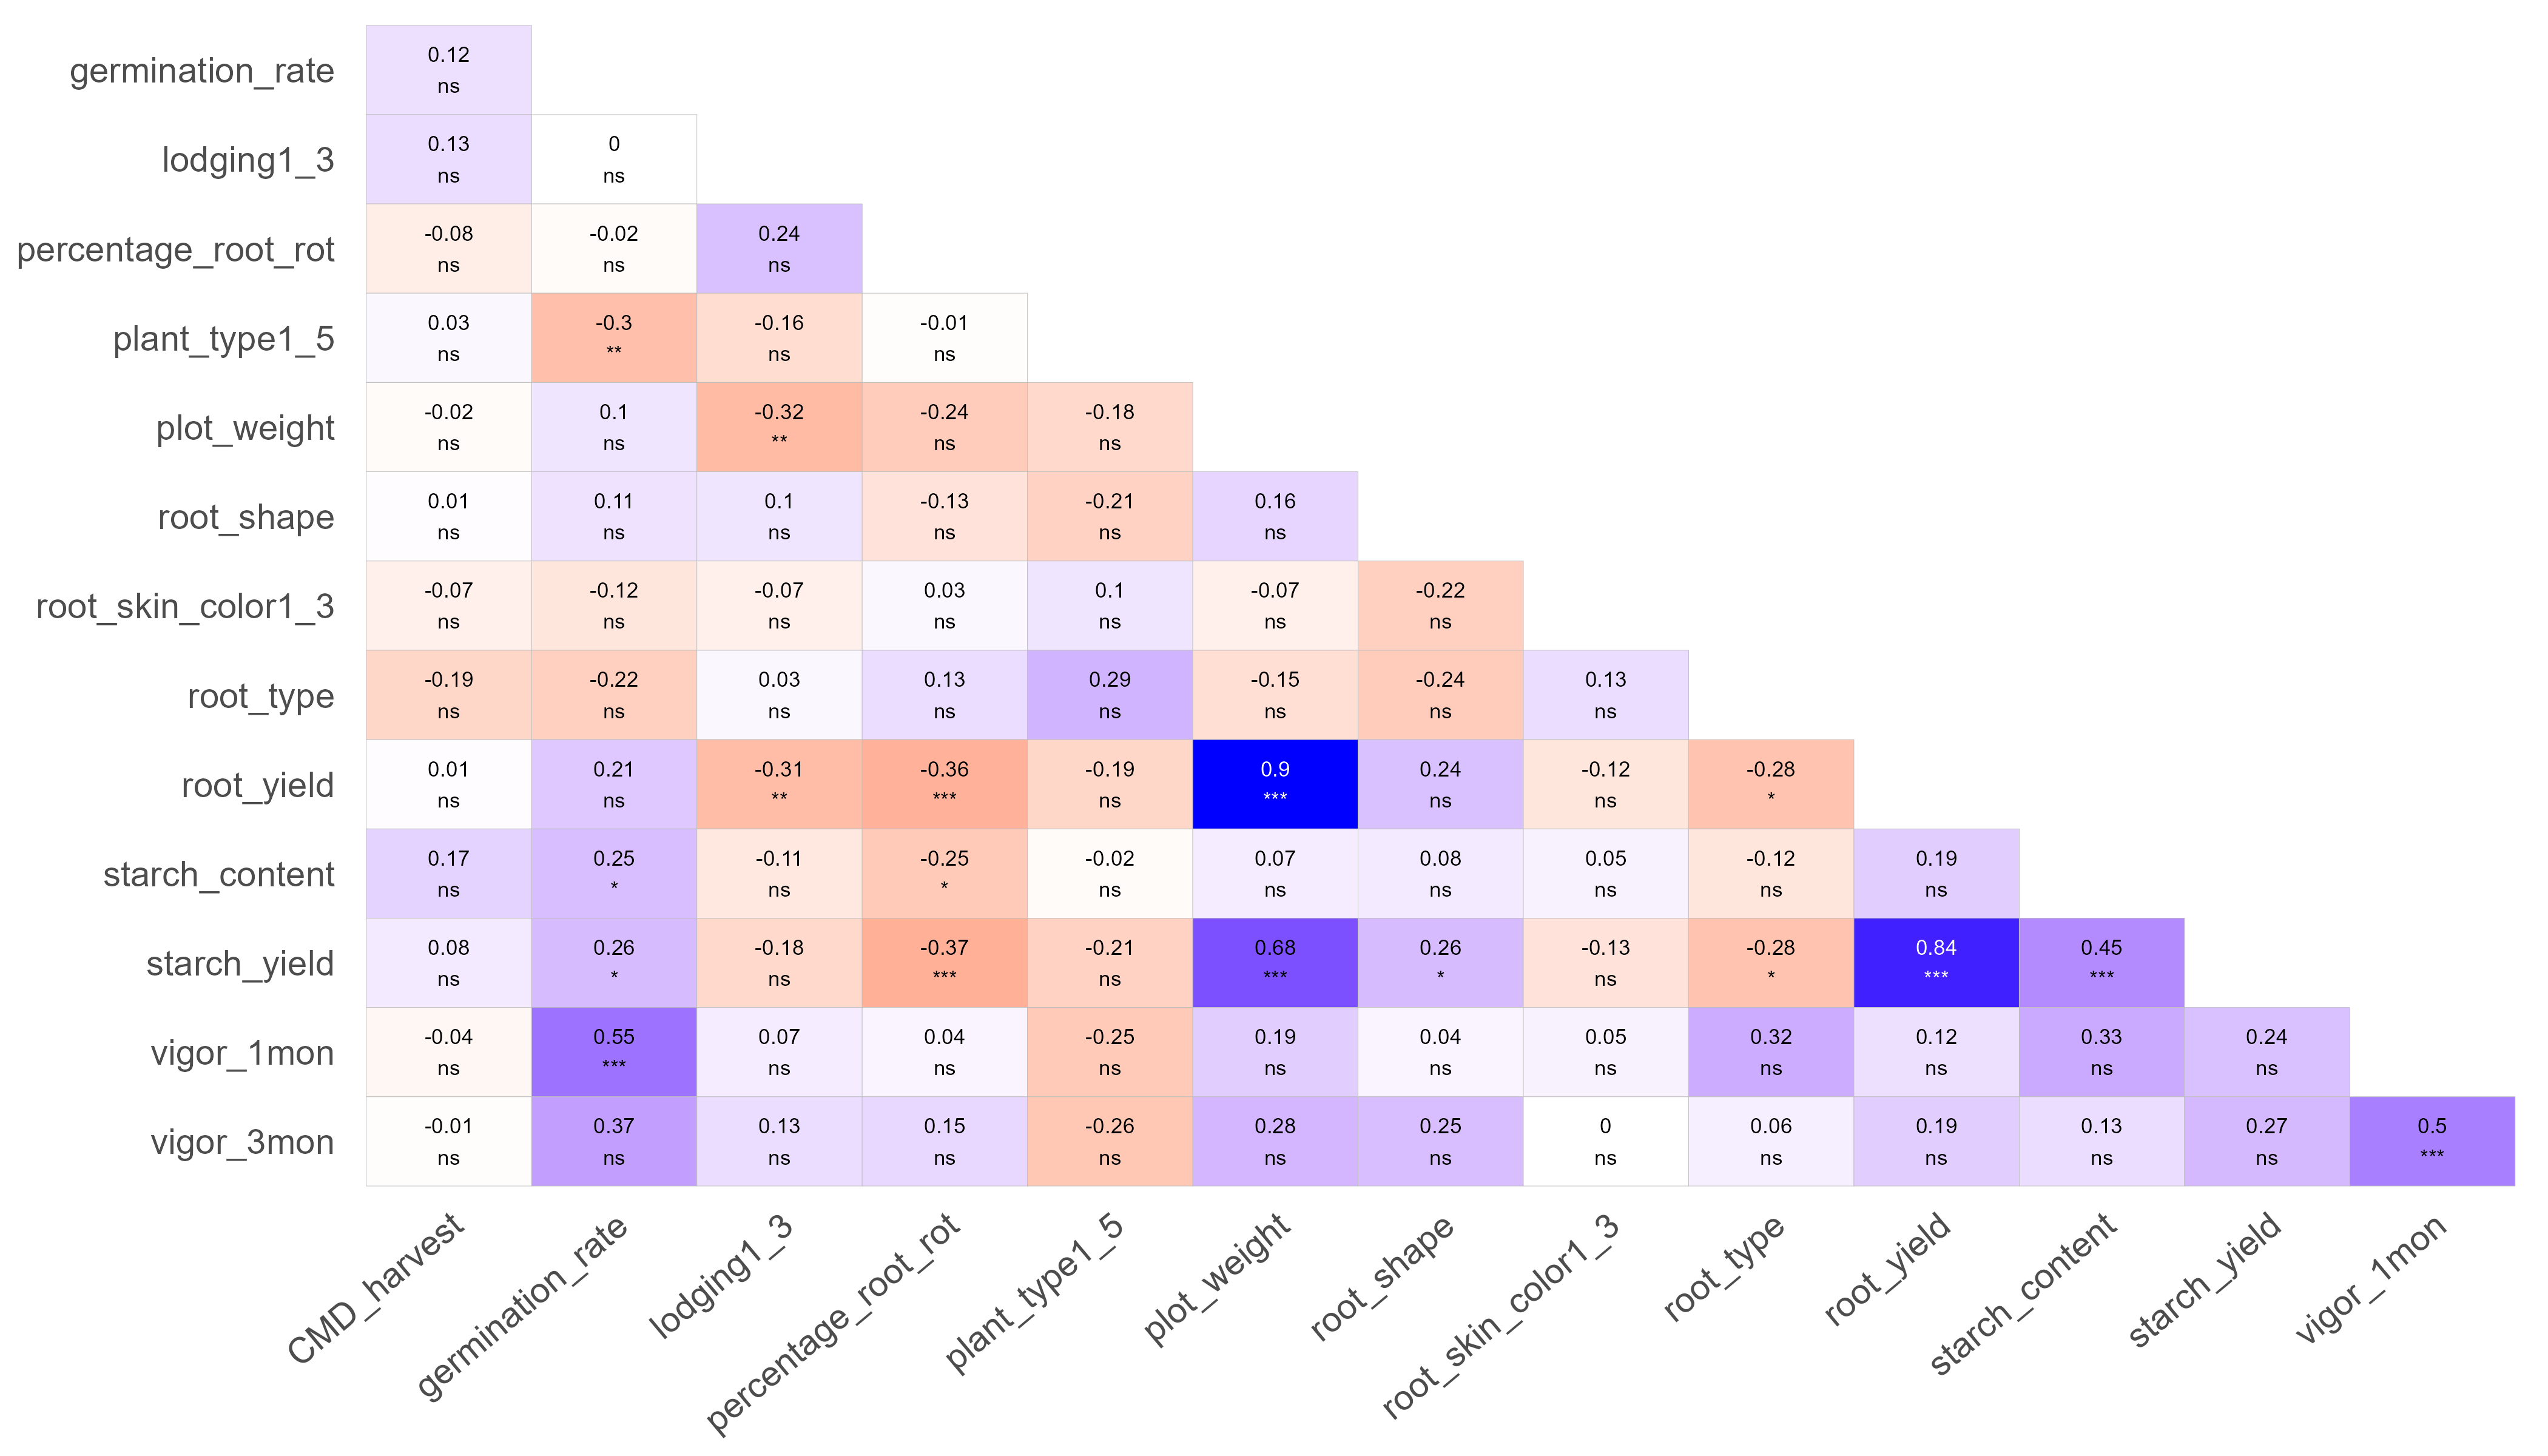 germination_rate 0.12
ns
lodging1_3 0.13 0
ns ns
percentage_root_rot -0.08 -0.02 0.24
ns ns ns
plant_type1_5 0.03 -0.3 -0.16 -0.01
ns ** ns ns
plot_weight -0.02 0.1 -0.32 -0.24 -0.18
ns ns ** ns ns
root_shape 0.01 0.11 0.1 -0.13 -0.21 0.16
ns ns ns ns ns ns
root_skin_color1_3 -0.07 -0.12 -0.07 0.03 0.1 -0.07 -0.22
ns ns ns ns ns ns ns
root_type -0.19 -0.22 0.03 0.13 0.29 -0.15 -0.24 0.13
ns ns ns ns ns ns ns ns
root_yield 0.01 0.21 -0.31 -0.36 -0.19 0.9 0.24 -0.12 -0.28
ns ns ** *** ns *** ns ns *
starch_content 0.17 0.25 -0.11 -0.25 -0.02 0.07 0.08 0.05 -0.12 0.19
ns * ns * ns ns ns ns ns ns
starch_yield 0.08 0.26 -0.18 -0.37 -0.21 0.68 0.26 -0.13 -0.28 0.84 0.45
ns * ns *** ns *** * ns * *** ***
vigor_1mon -0.04 0.55 0.07 0.04 -0.25 0.19 0.04 0.05 0.32 0.12 0.33 0.24
ns *** ns ns ns ns ns ns ns ns ns ns
vigor_3mon -0.01 0.37 0.13 0.15 -0.26 0.28 0.25 0 0.06 0.19 0.13 0.27 0.5
ns ns ns ns ns ns ns ns ns ns ns ns ***
CMD_harvest germination_rate lodging1_3 percentage_root_rot plant_type1_5 plot_weight root_shape root_skin_color1_3 root_type root_yield starch_content starch_yield vigor_1mon